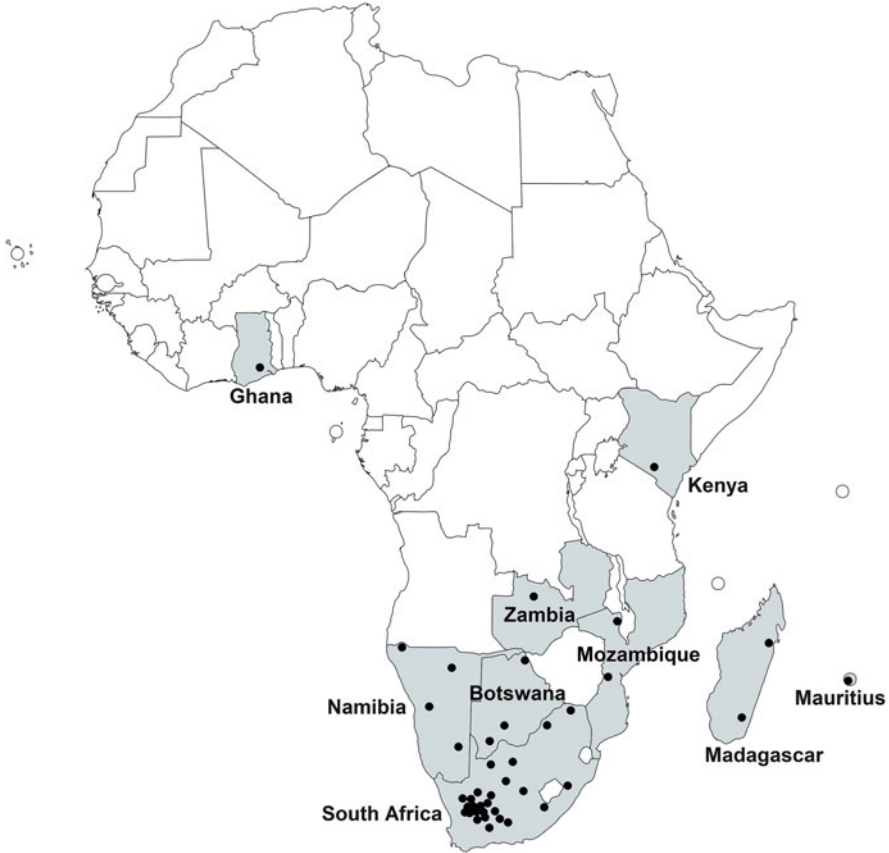 Ghana
Kenya
Zambia
Mozambique
Namibia
Botswana
Mauritius
Madagascar
South Africa